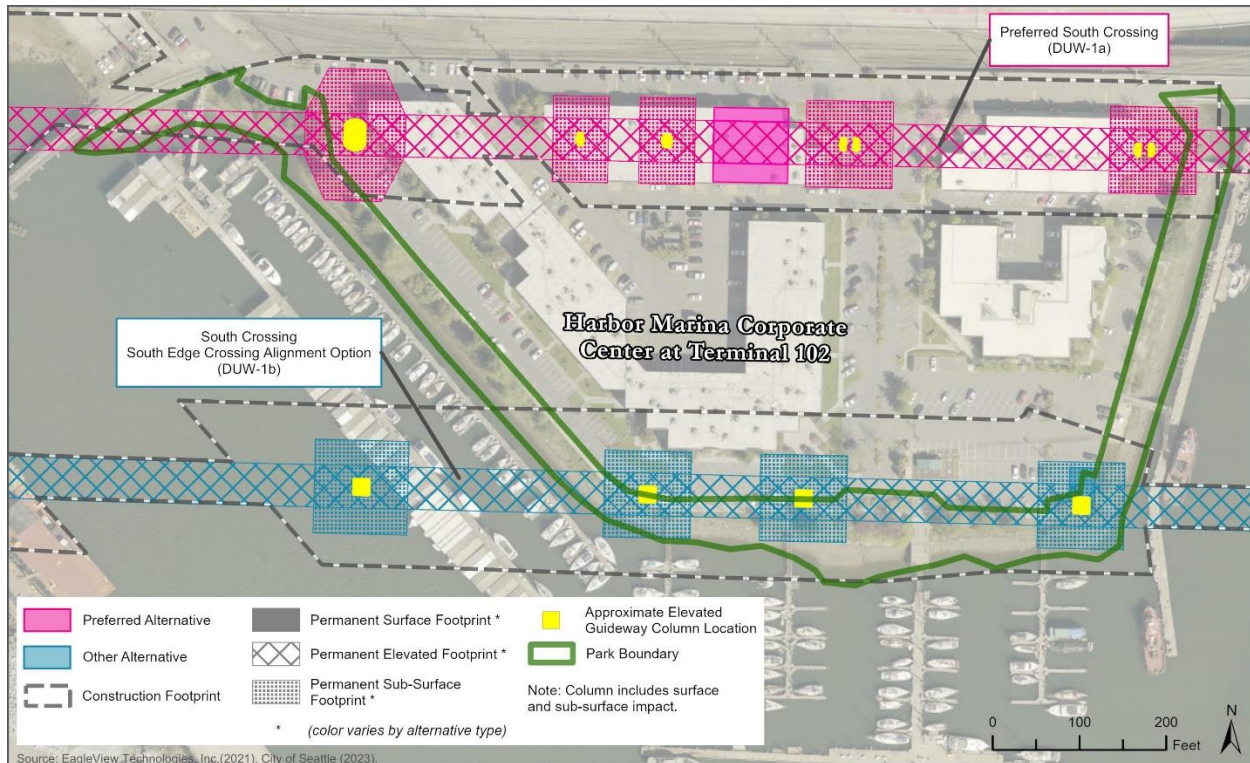 Preferred South Crossing
(DUW-1a)
Harbor Marina Corporate
Center at Terminal 102
South Crossing
South Edge Crossing Alignment Option
(DUW-1b)
Preferred Alternative
Other Alternative
Construction Footprint
Permanent Surface Footprint *
Permanent Elevated Footprint *
Permanent Sub-Surface
Footprint *
* (color varies by alternative type)
Approximate Elevated
Guideway Column Location
Park Boundary
Note: Column includes surface
and sub-surface impact.
0 100 200
Feet
N
Source: EagleView Technologies, Inc.(2021), City of Seattle (2023).